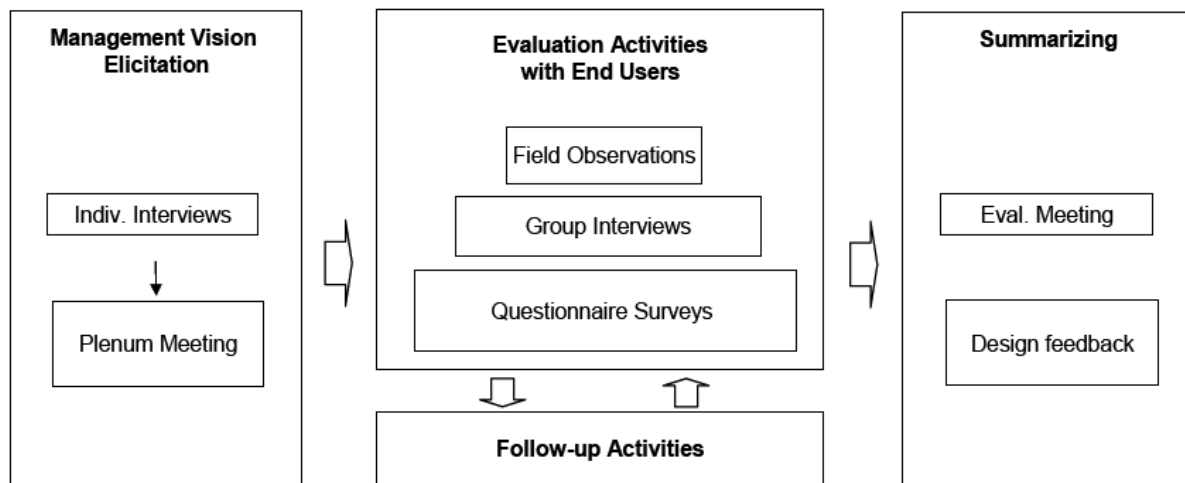 Management Vision
Elicitation
Indiv. Interviews
Plenum Meeting
Evaluation Activities
with End Users
Field Observations
Group Interviews
Questionnaire Surveys
Follow-up Activities
Summarizing
Eval. Meeting
Design feedback